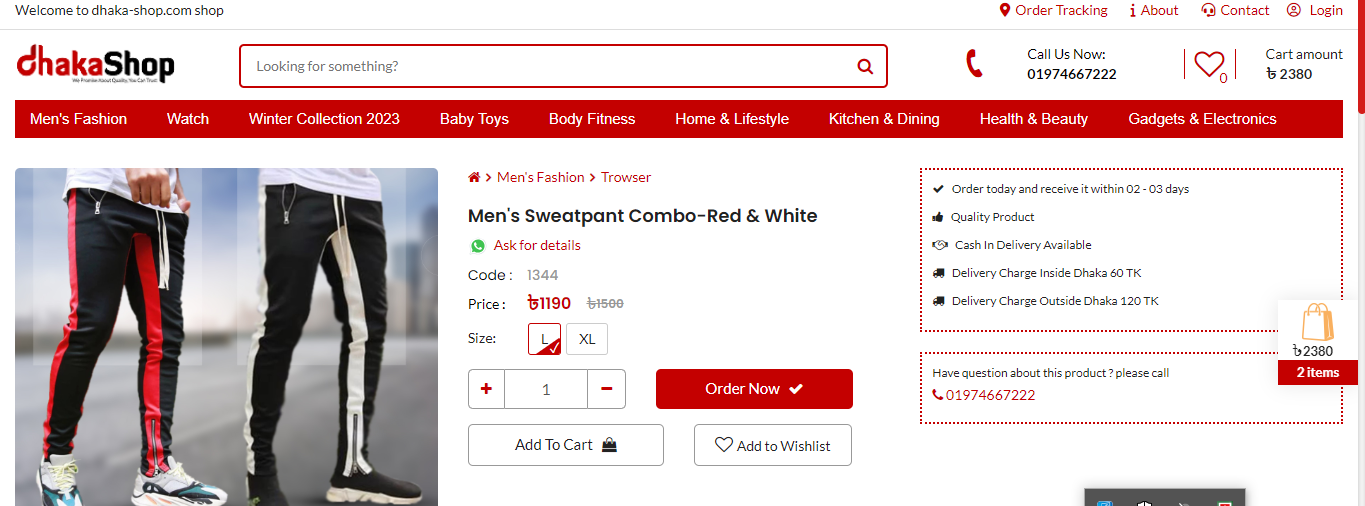 Welcome to dhaka-shop.com shop
Order Tracking
About
Contact
Login
dhakaShop
We Promise About Quality, You Can Trust
Looking for something?
Call Us Now:
01974667222
0
Cart amount
৳ 2380
Men's Fashion
Watch
Winter Collection 2023
Baby Toys
Body Fitness
Home & Lifestyle
Kitchen & Dining
Health & Beauty
Gadgets & Electronics
Men's Fashion
Trowser
Men's Sweatpant Combo-Red & White
Ask for details
Code : 1344
Price : ৳1190 ৳1500
Size: L XL
+ 1 −
Order Now
Add To Cart
Add to Wishlist
Order today and receive it within 02 - 03 days
Quality Product
Cash In Delivery Available
Delivery Charge Inside Dhaka 60 TK
Delivery Charge Outside Dhaka 120 TK
৳2380
2 items
Have question about this product ? please call
01974667222